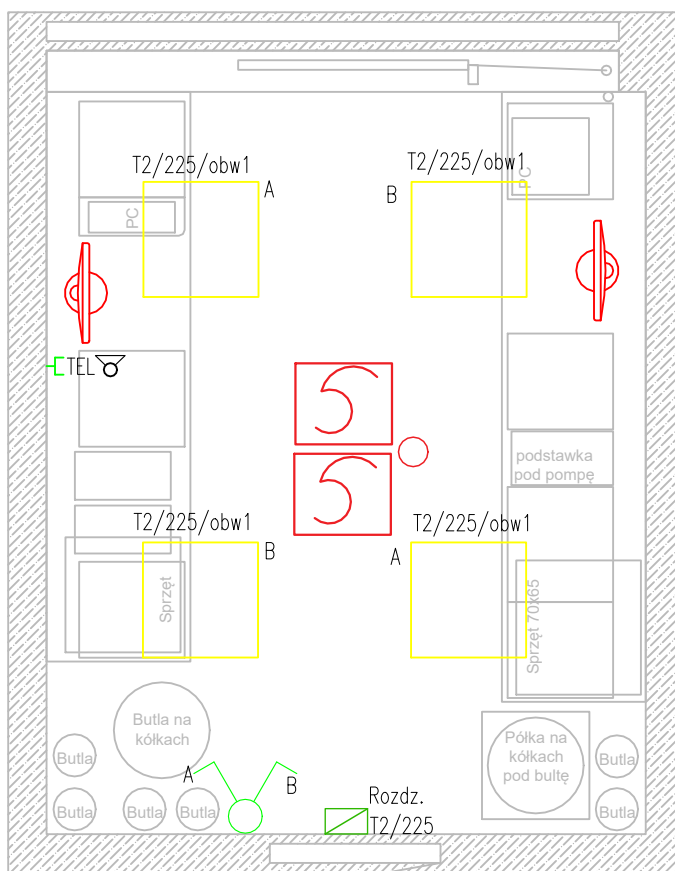 T2/225/obw1
A
T2/225/obw1
B
PC
PC
TEL
podstawka
pod pompę
T2/225/obw1
B
T2/225/obw1
A
Sprzęt
Sprzęt 70x65
Butla na
kółkach
Półka na
kółkach
pod bultę
Butla
Butla
A
B
Rozdz.
T2/225
Butla
Butla
Butla
Butla